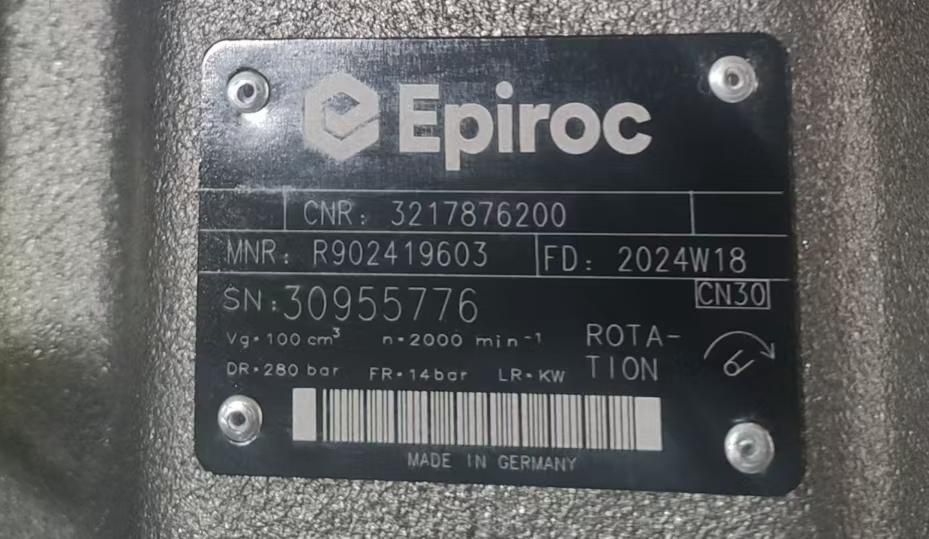 Epiroc
CNR: 3217876200
MNR: R902419603 FD: 2024W18
SN:30955776 CN30
Vg=100 cm³ n=2000 min⁻¹ ROTA-
DR=280 bar FR=14bar LR=KW TION
MADE IN GERMANY